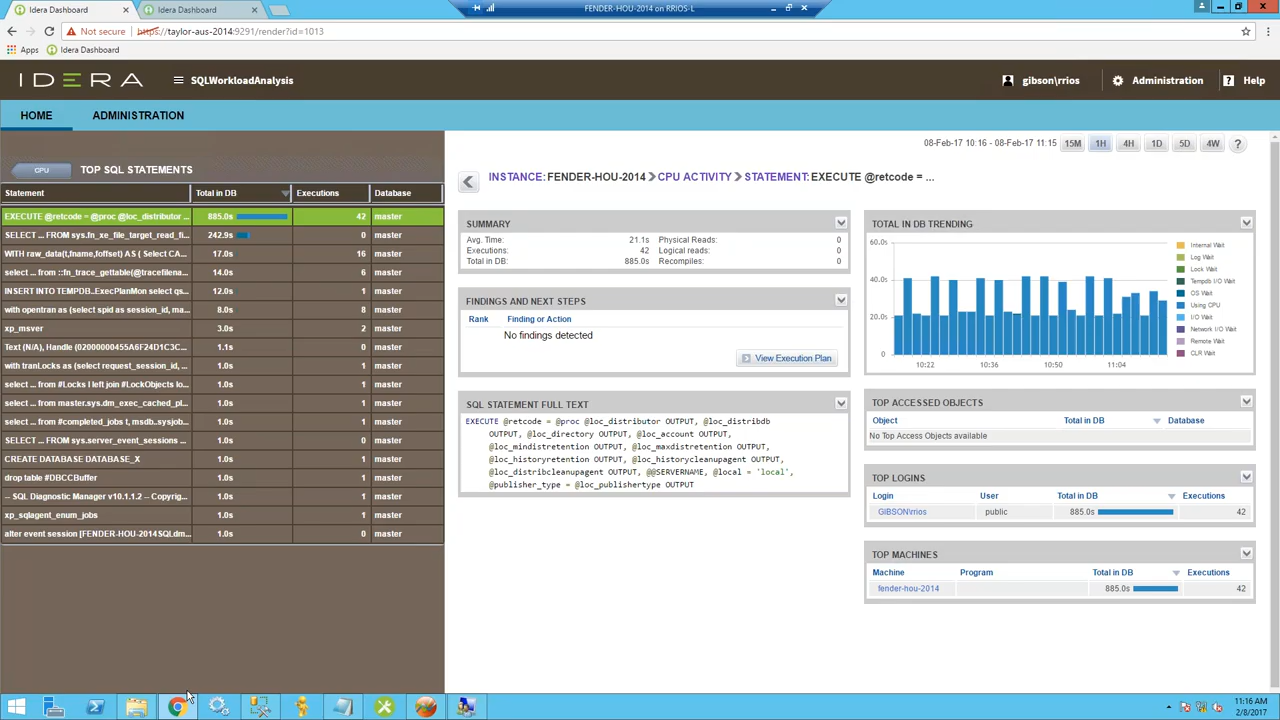 Idera Dashboard
Idera Dashboard
FENDER-HOU-2014 on RRIOS-L
Not secure
https://taylor-aus-2014:9291/render?id=1013
Apps
Idera Dashboard
IDERA
SQLWorkloadAnalysis
gibson\rrios
Administration
Help
HOME
ADMINISTRATION
08-Feb-17 10:16 - 08-Feb-17 11:15
15M
1H
4H
1D
5D
4W
?
CPU
TOP SQL STATEMENTS
Statement Total in DB Executions Database
EXECUTE @retcode = @proc @loc_distributor ... 885.0s 42 master
SELECT ... FROM sys.fn_xe_file_target_read_fi... 242.9s 0 master
WITH raw_data(t,fname,foffset) AS ( Select CA... 17.0s 16 master
select ... from ::fn_trace_gettable(@tracefilena... 14.0s 6 master
INSERT INTO TEMPDB..ExecPlanMon select qs... 12.0s 1 master
with opentran as (select spid as session_id, ma... 8.0s 8 master
xp_msver 3.0s 2 master
Text (N/A), Handle (02000000455A6F24D1C3... 1.1s 0 master
with tranLocks as (select request_session_id, ... 1.0s 1 master
select ... from #Locks l left join #LockObjects lo... 1.0s 1 master
select ... from master.sys.dm_exec_cached_pl... 1.0s 1 master
select ... from #completed_jobs t, msdb..sysjob... 1.0s 1 master
SELECT ... FROM sys.server_event_sessions ... 1.0s 0 master
CREATE DATABASE DATABASE_X 1.0s 1 master
drop table #DBCCBuffer 1.0s 1 master
-- SQL Diagnostic Manager v10.1.1.2 -- Copyrig... 1.0s 1 master
xp_sqlagent_enum_jobs 1.0s 1 master
alter event session [FENDER-HOU-2014SQLdm... 1.0s 0 master
INSTANCE: FENDER-HOU-2014 CPU ACTIVITY STATEMENT: EXECUTE @retcode = ...
SUMMARY
Avg. Time: 21.1s Physical Reads: 0
Executions: 42 Logical reads: 0
Total in DB: 885.0s Recompiles: 0
FINDINGS AND NEXT STEPS
Rank Finding or Action
No findings detected
View Execution Plan
SQL STATEMENT FULL TEXT
EXECUTE @retcode = @proc @loc_distributor OUTPUT, @loc_distribdb
OUTPUT, @loc_directory OUTPUT, @loc_account OUTPUT,
@loc_mindistretention OUTPUT, @loc_maxdistretention OUTPUT,
@loc_historyretention OUTPUT, @loc_historycleanupagent OUTPUT,
@loc_distribcleanupagent OUTPUT, @@SERVERNAME, @local = 'local',
@publisher_type = @loc_publishertype OUTPUT
TOTAL IN DB TRENDING
60.0s
40.0s
20.0s
0
10:22 10:36 10:50 11:04
Internal Wait
Log Wait
Lock Wait
Tempdb I/O Wait
OS Wait
Using CPU
I/O Wait
Network I/O Wait
Remote Wait
CLR Wait
TOP ACCESSED OBJECTS
Object Total in DB Database
No Top Access Objects available
TOP LOGINS
Login User Total in DB Executions
GIBSON\rrios public 885.0s 42
TOP MACHINES
Machine Program Total in DB Executions
fender-hou-2014 885.0s 42
11:16 AM
2/8/2017